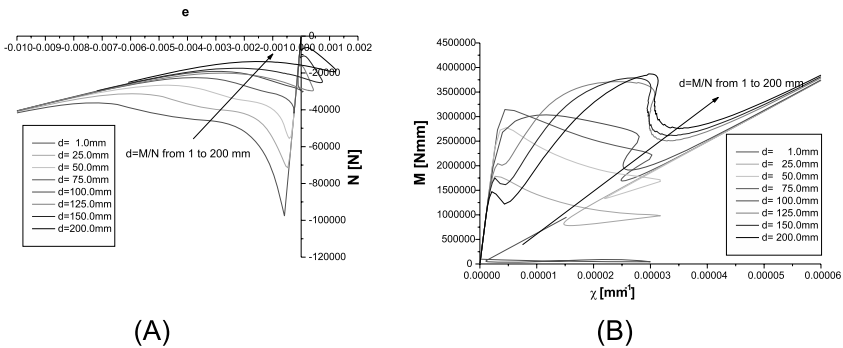 e
-0.010 -0.009 -0.008 -0.007 -0.006 -0.005 -0.004 -0.003 -0.002 -0.001 0.000 0.001 0.002
0
-20000
-40000
-60000
-80000
-100000
-120000
N [N]
d=M/N from 1 to 200 mm
d= 1.0mm
d= 25.0mm
d= 50.0mm
d= 75.0mm
d=100.0mm
d=125.0mm
d=150.0mm
d=200.0mm
(A)
4500000
4000000
3500000
3000000
2500000
2000000
1500000
1000000
500000
0
M [Nmm]
d=M/N from 1 to 200 mm
d= 1.0mm
d= 25.0mm
d= 50.0mm
d= 75.0mm
d= 100.0mm
d= 125.0mm
d= 150.0mm
d= 200.0mm
0.00000 0.00001 0.00002 0.00003 0.00004 0.00005 0.00006
χ [mm⁻¹]
(B)